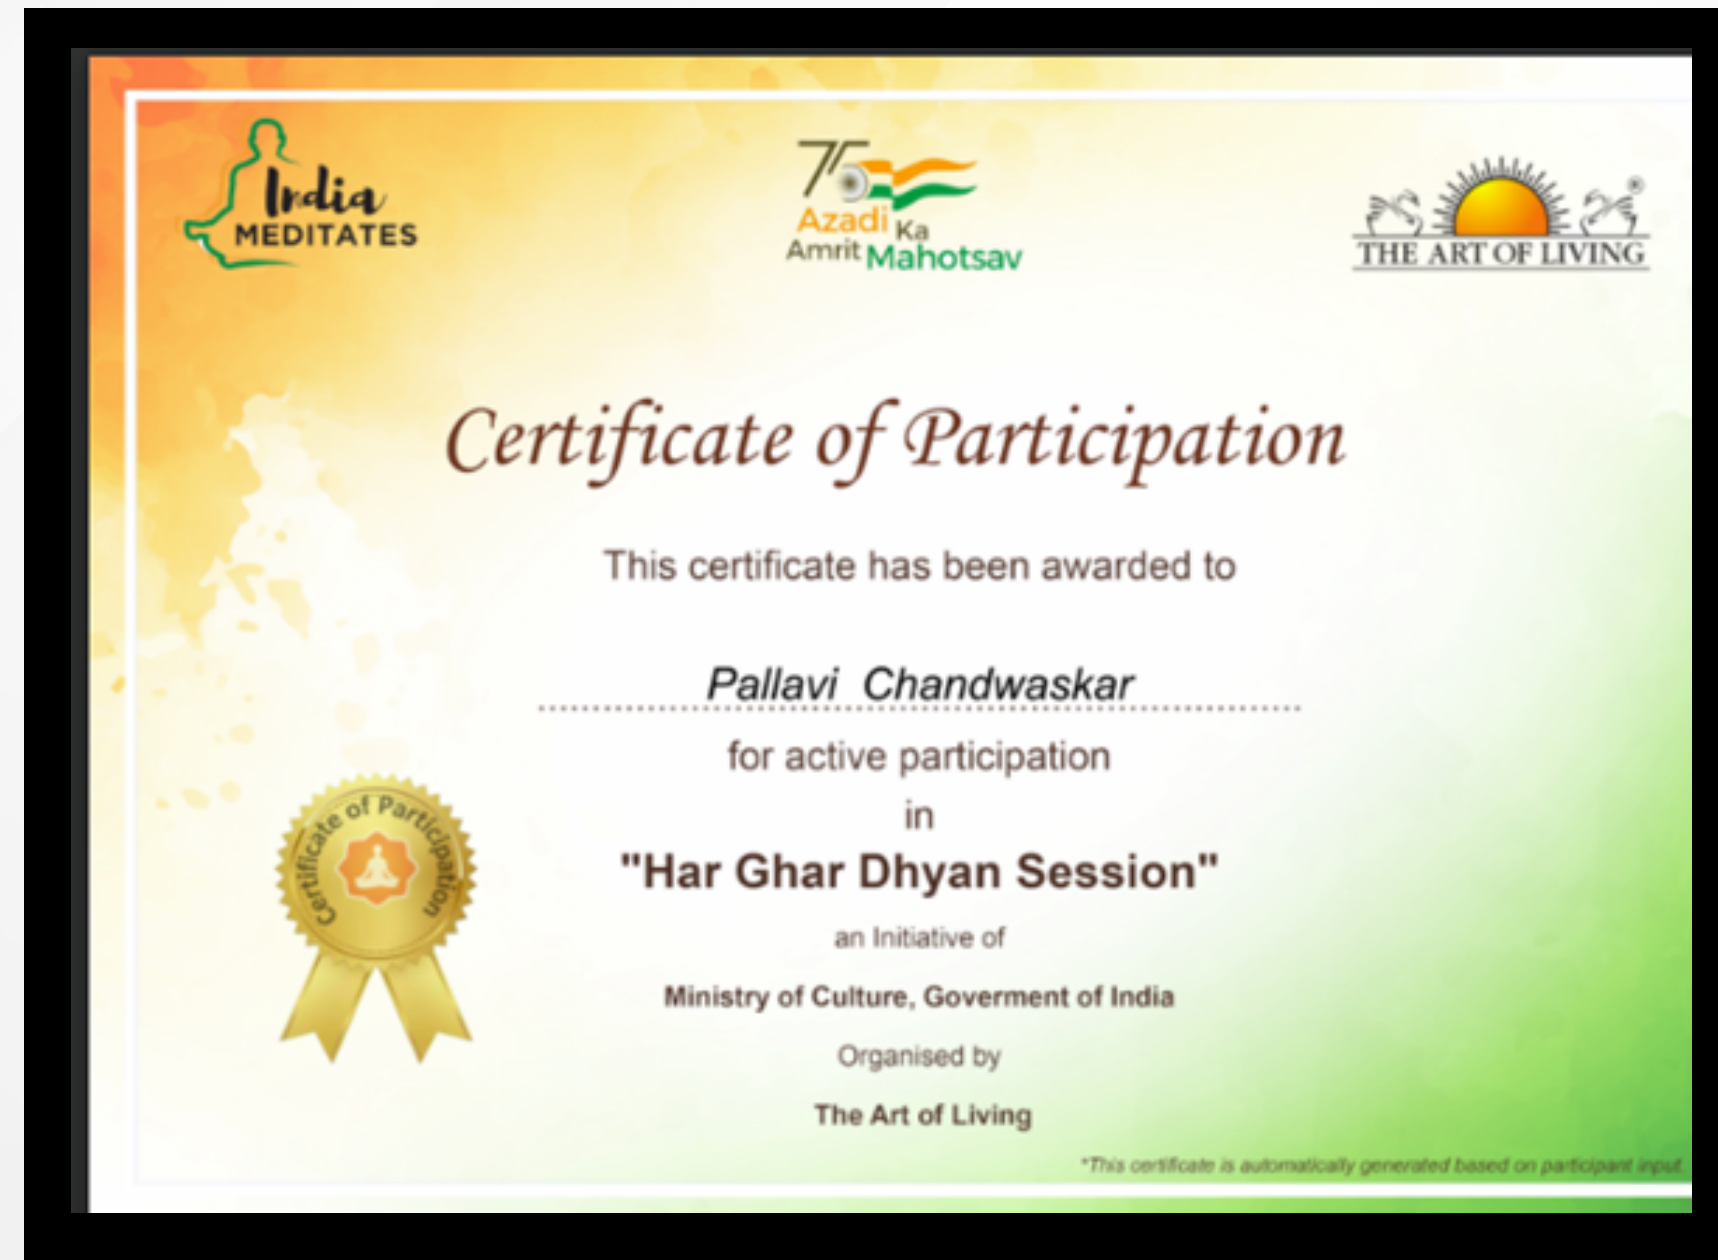 India
MEDITATES
75
Azadi Ka
Amrit Mahotsav
®
THE ART OF LIVING
Certificate of Participation
This certificate has been awarded to
Pallavi Chandwaskar
for active participation
in
"Har Ghar Dhyan Session"
an Initiative of
Ministry of Culture, Goverment of India
Organised by
The Art of Living
Certificate of Participation
*This certificate is automatically generated based on participant input.